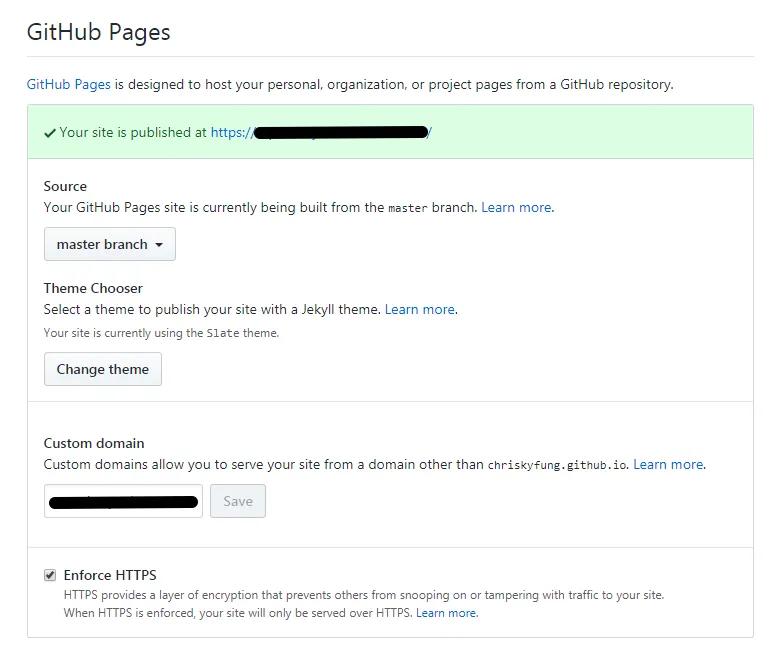 GitHub Pages
GitHub Pages is designed to host your personal, organization, or project pages from a GitHub repository.
Your site is published at https:// /
Source
Your GitHub Pages site is currently being built from the master branch. Learn more.
master branch
Theme Chooser
Select a theme to publish your site with a Jekyll theme. Learn more.
Your site is currently using the Slate theme.
Change theme
Custom domain
Custom domains allow you to serve your site from a domain other than chriskyfung.github.io. Learn more.
Save
Enforce HTTPS
HTTPS provides a layer of encryption that prevents others from snooping on or tampering with traffic to your site.
When HTTPS is enforced, your site will only be served over HTTPS. Learn more.